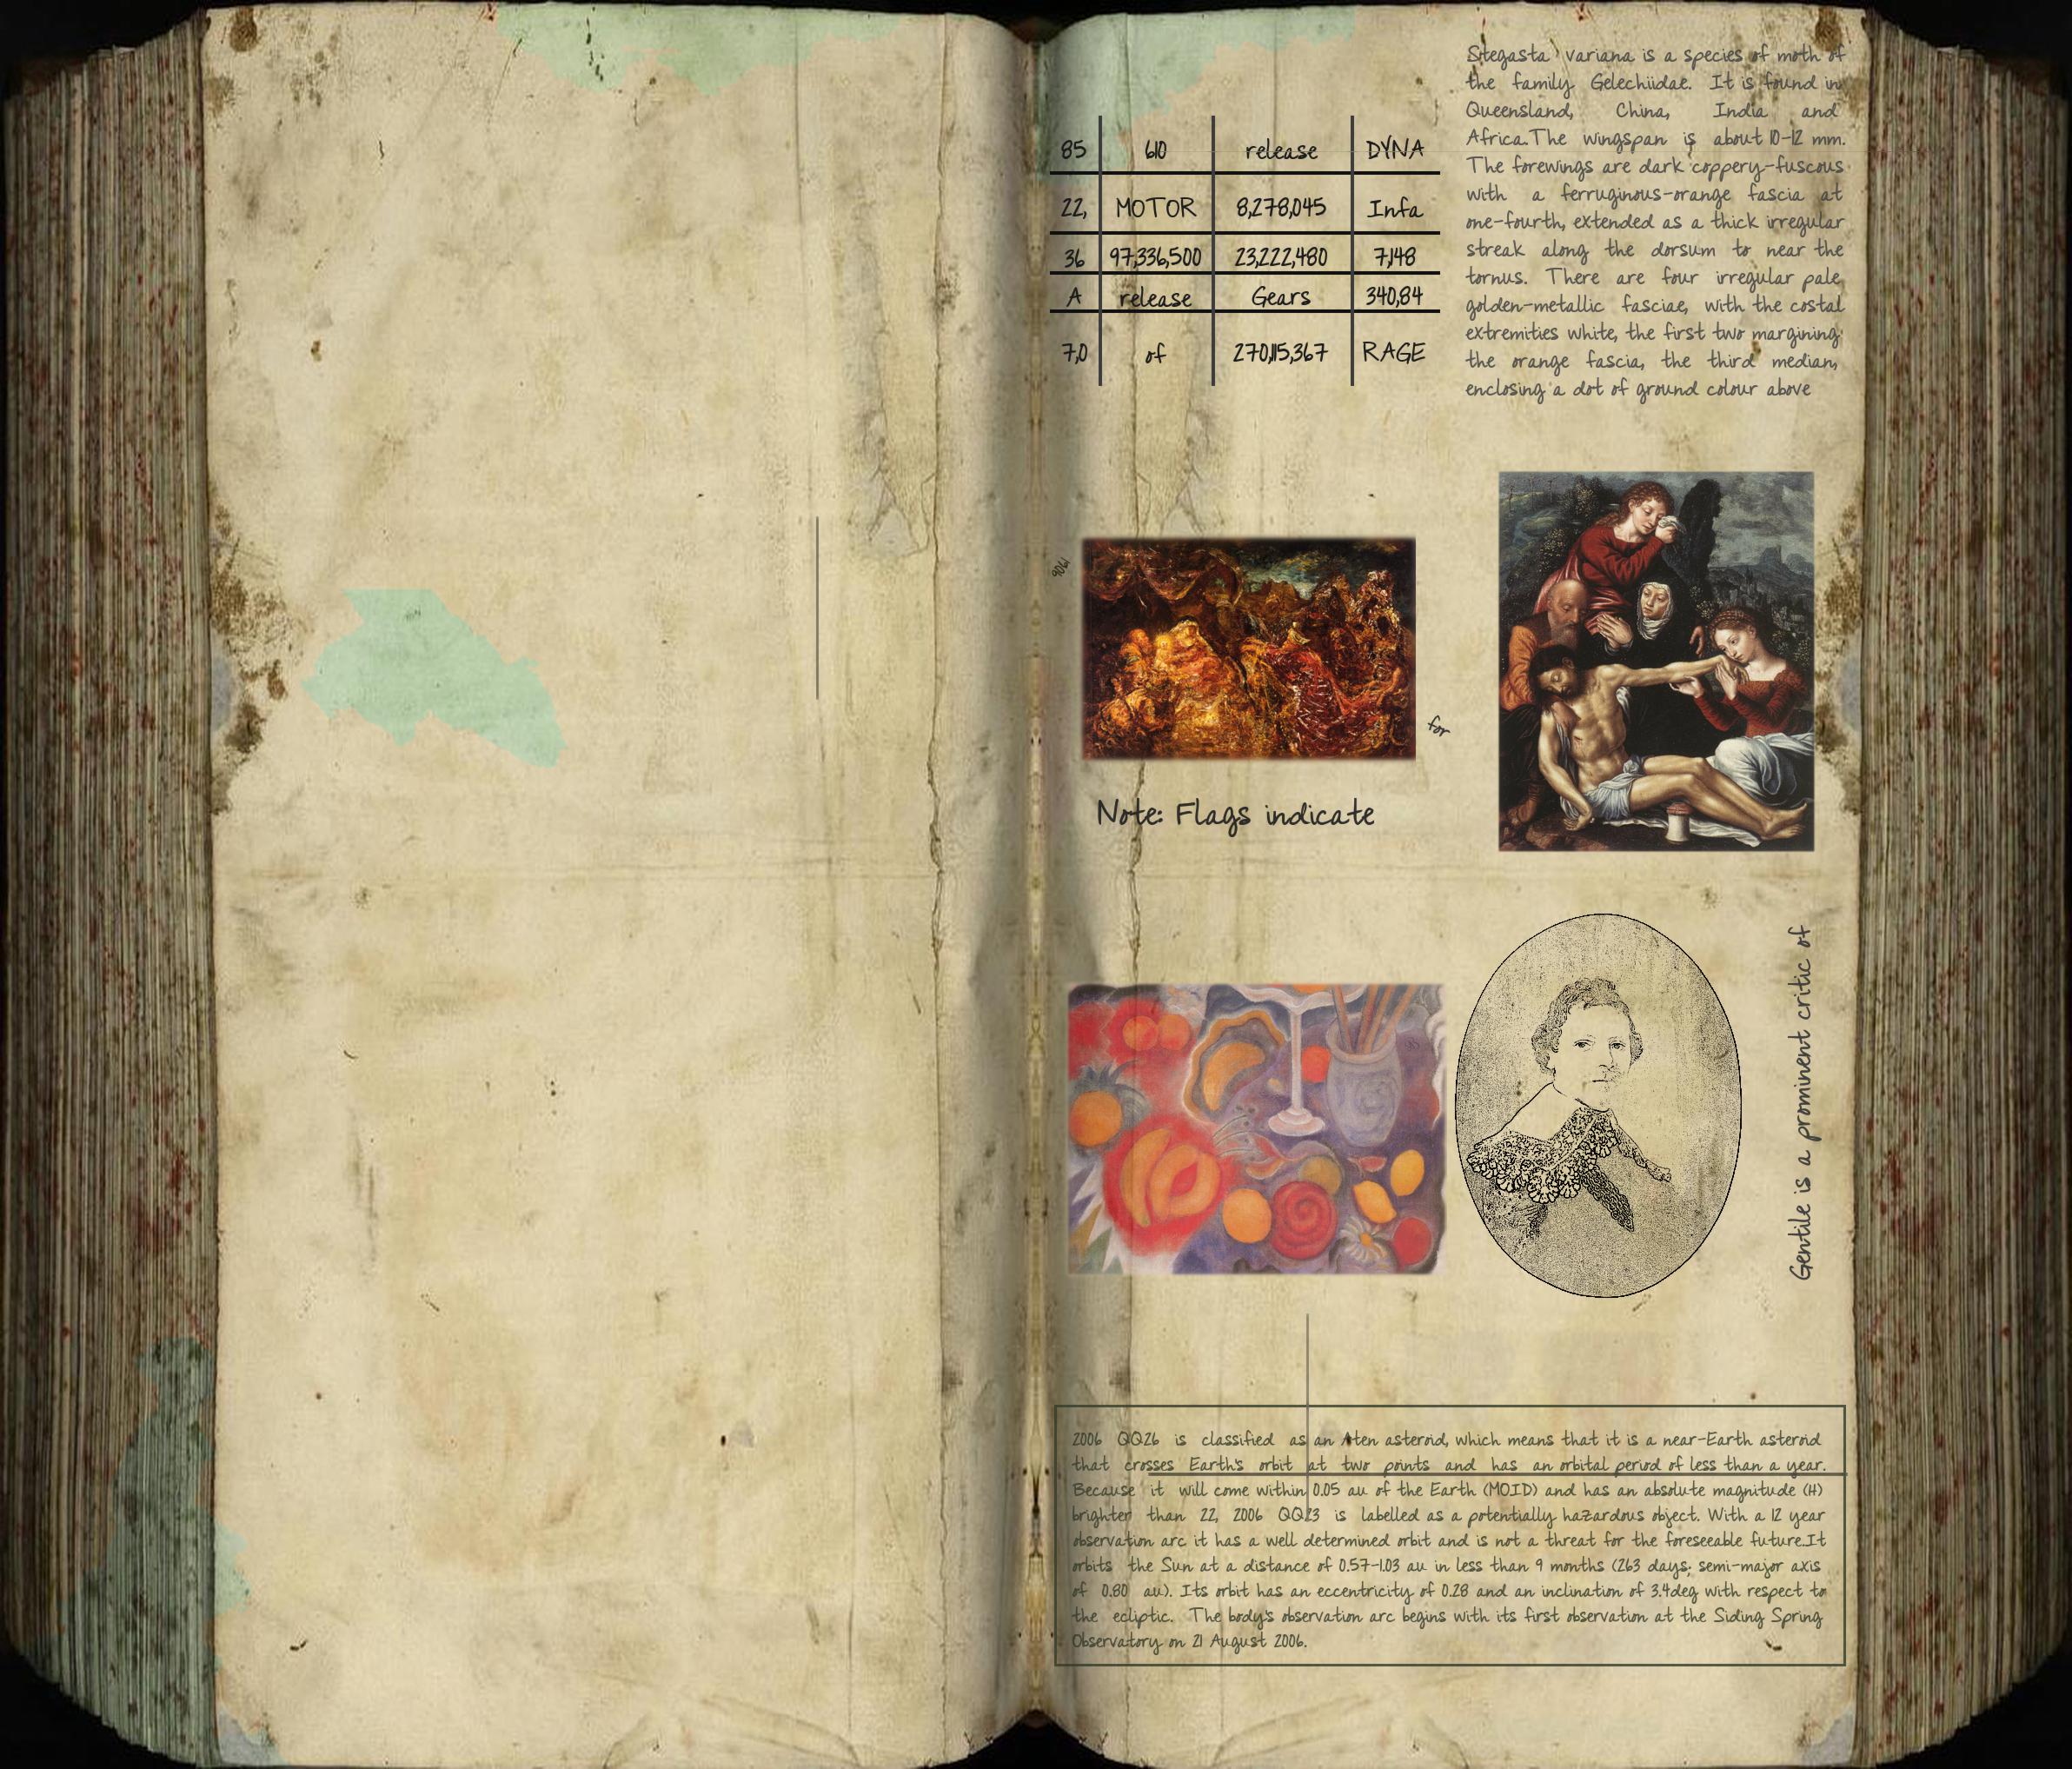 85 610 release DYNA
22, MOTOR 8,278,045 Infa
36 97,336,500 23,222,480 7,148
A release Gears 340,84
7,0 of 270,115,367 RAGE
Stegasta variana is a species of moth of
the family Gelechiidae. It is found in
Queensland, China, India and
Africa.The wingspan is about 10-12 mm.
The forewings are dark coppery-fuscous
with a ferruginous-orange fascia at
one-fourth, extended as a thick irregular
streak along the dorsum to near the
tornus. There are four irregular pale
golden-metallic fasciae, with the costal
extremities white, the first two margining
the orange fascia, the third median,
enclosing a dot of ground colour above
for
Note: Flags indicate
Gentile is a prominent critic of
2006 QQ26 is classified as an Aten asteroid, which means that it is a near-Earth asteroid
that crosses Earth's orbit at two points and has an orbital period of less than a year.
Because it will come within 0.05 au of the Earth (MOID) and has an absolute magnitude (H)
brighter than 22, 2006 QQ23 is labelled as a potentially hazardous object. With a 12 year
observation arc it has a well determined orbit and is not a threat for the foreseeable future.It
orbits the Sun at a distance of 0.57-1.03 au in less than 9 months (263 days; semi-major axis
of 0.80 au). Its orbit has an eccentricity of 0.28 and an inclination of 3.4deg with respect to
the ecliptic. The body's observation arc begins with its first observation at the Siding Spring
Observatory on 21 August 2006.